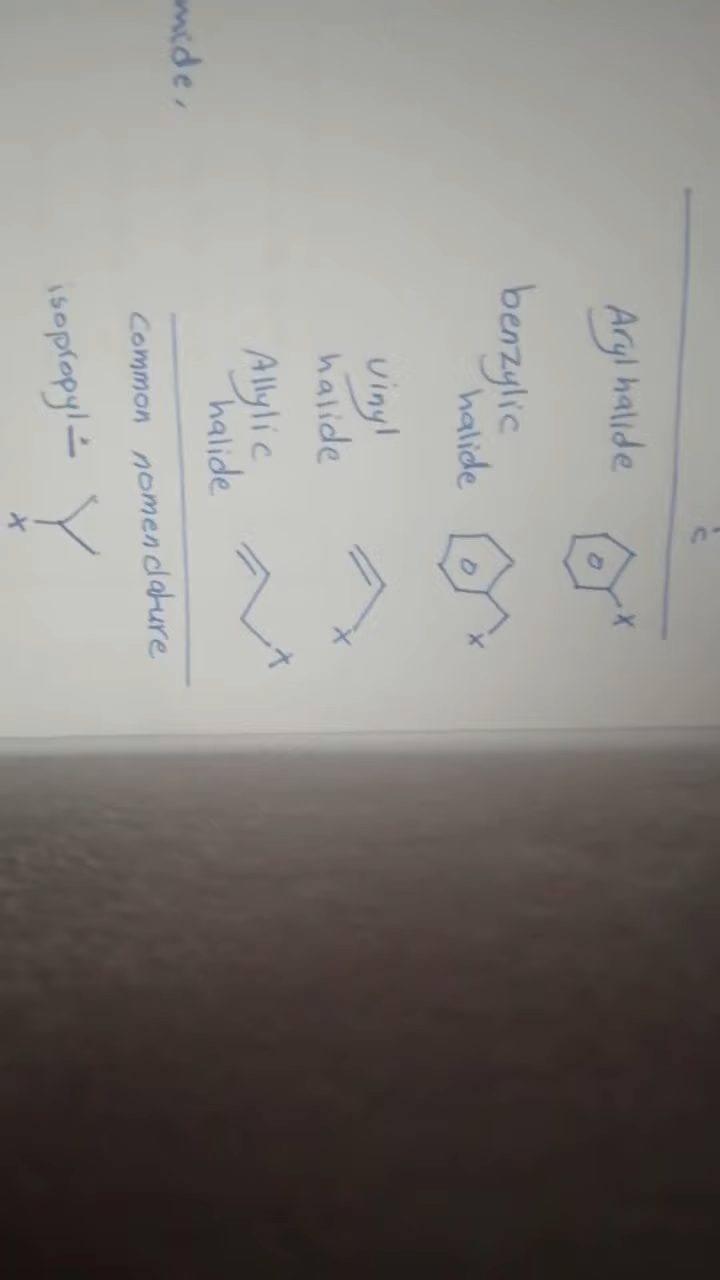 Aryl halide
X
benzylic
halide
X
vinyl
halide
X
Allylic
halide
X
common nomenclature
isopropyl
X
mide,